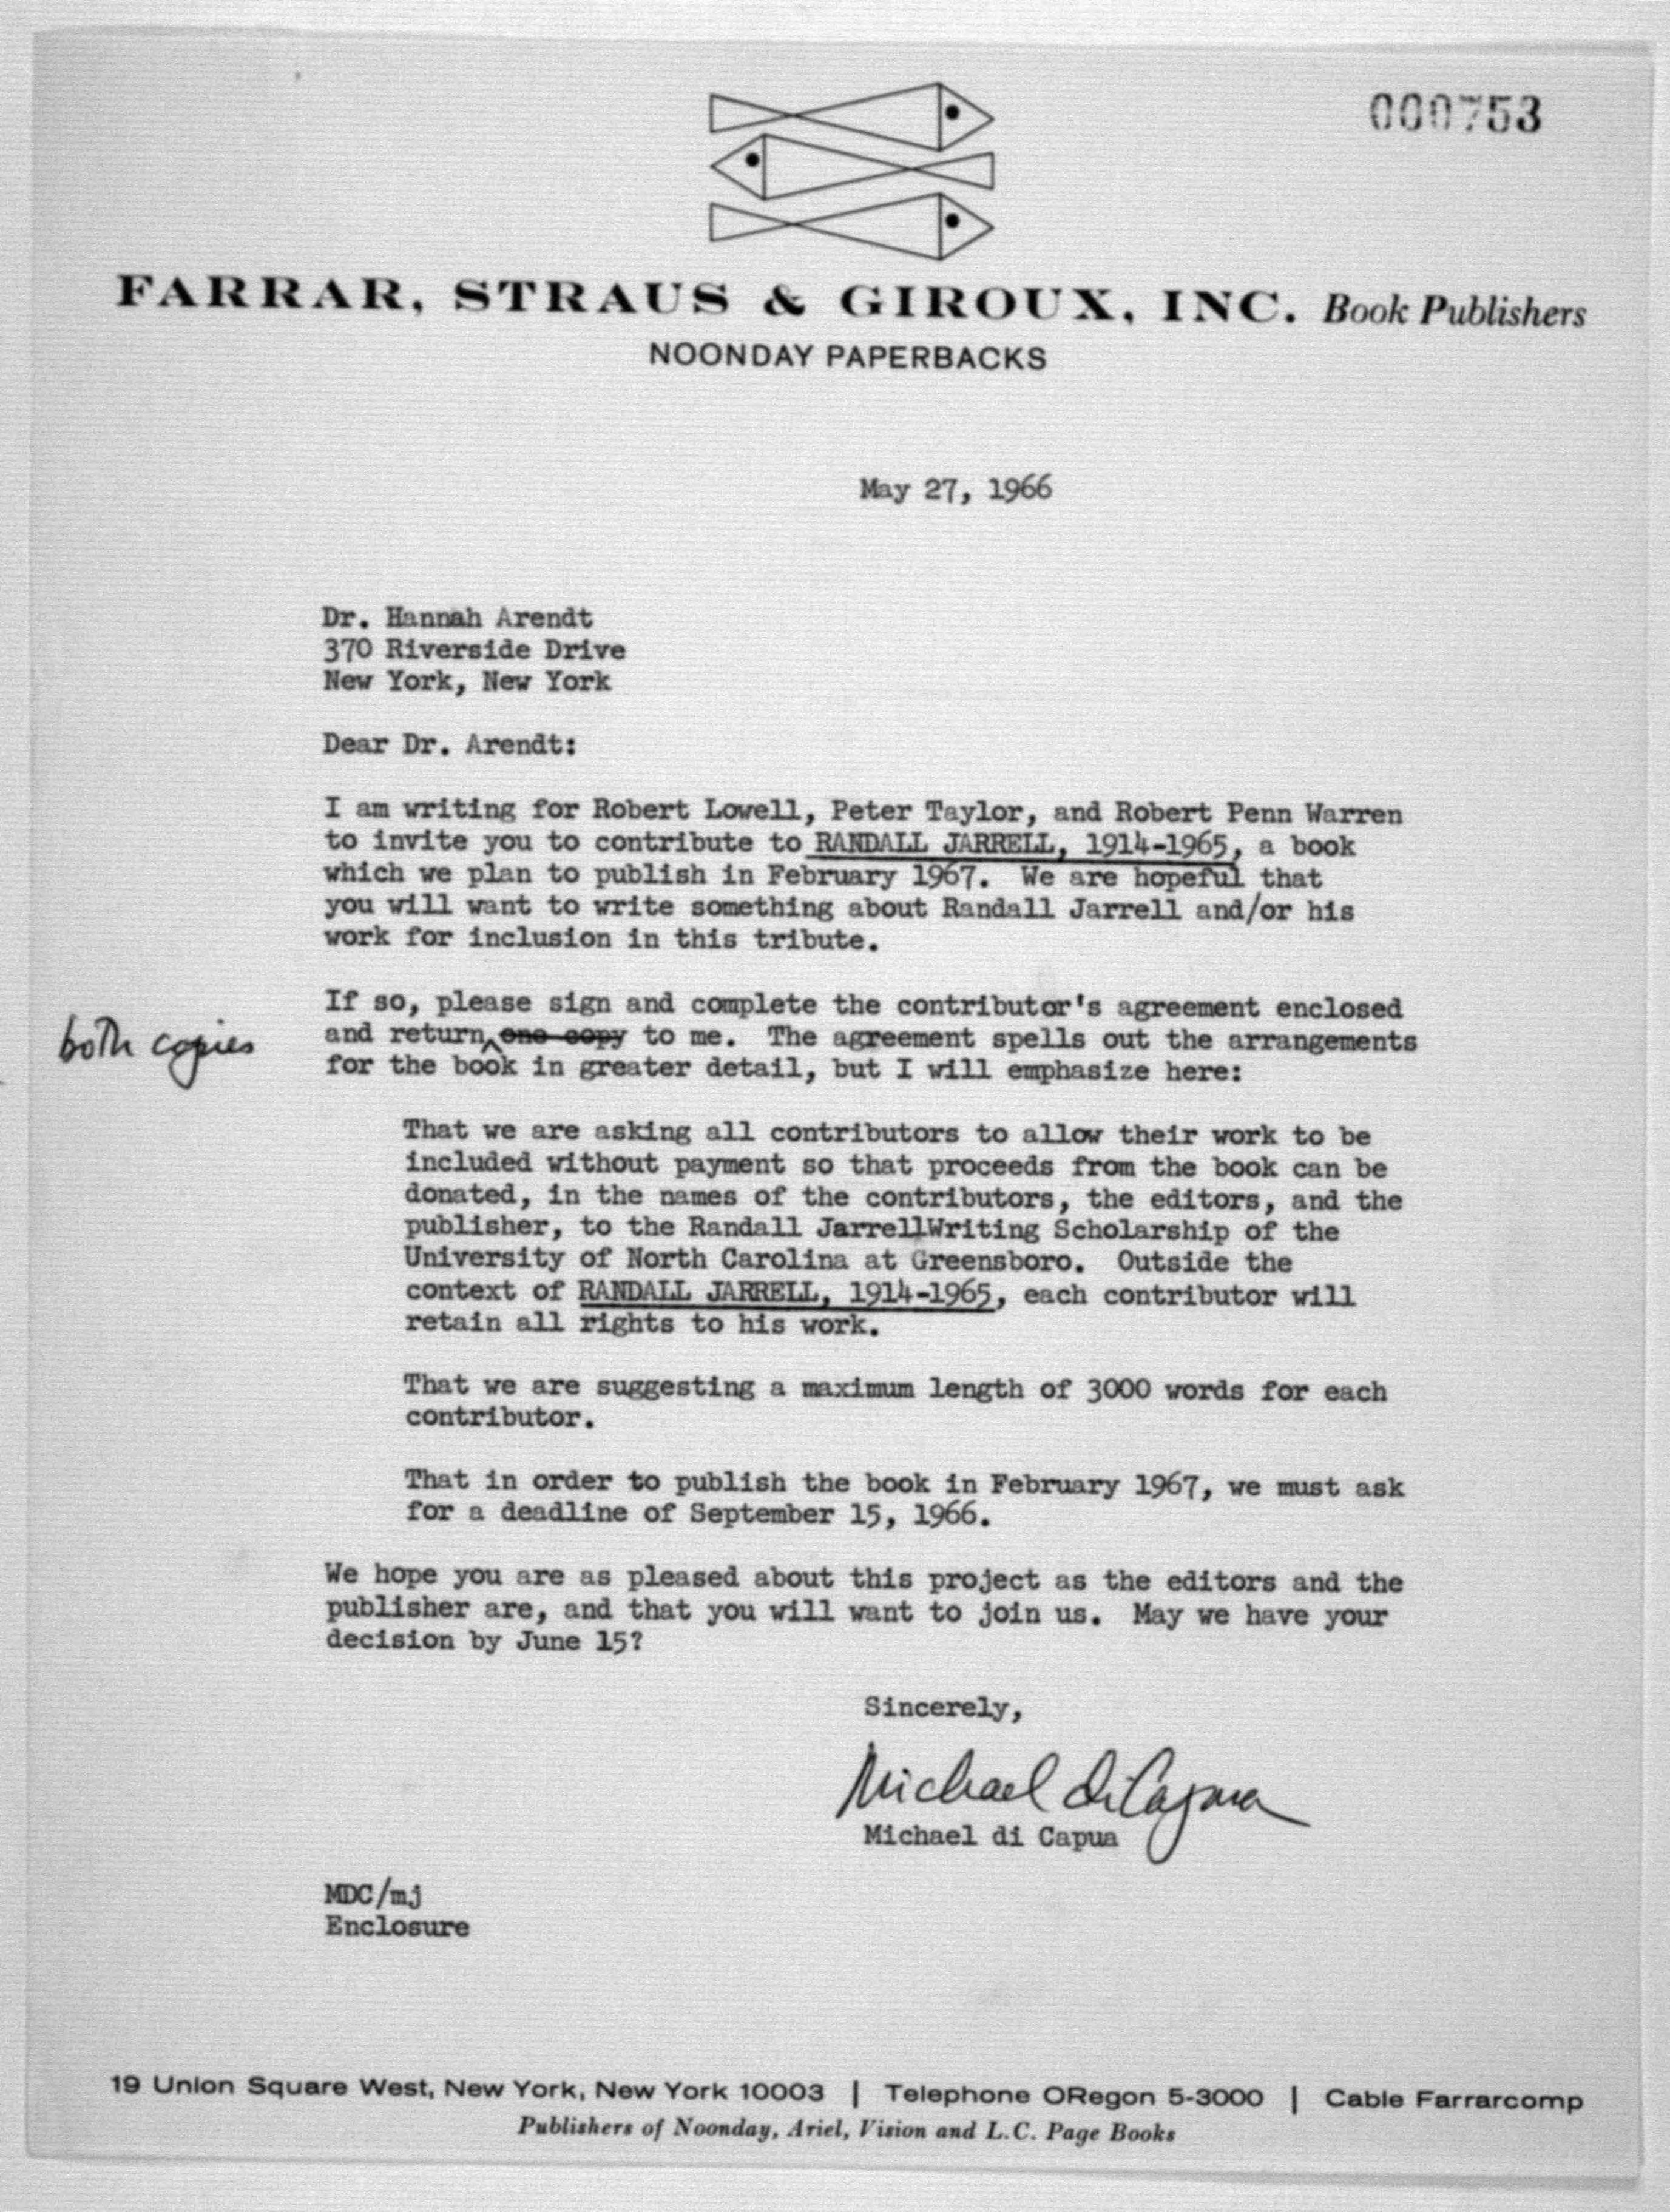 000753
FARRAR, STRAUS & GIROUX, INC. Book Publishers
NOONDAY PAPERBACKS
May 27, 1966
Dr. Hannah Arendt
370 Riverside Drive
New York, New York
Dear Dr. Arendt:
I am writing for Robert Lowell, Peter Taylor, and Robert Penn Warren
to invite you to contribute to RANDALL JARRELL, 1914-1965, a book
which we plan to publish in February 1967. We are hopeful that
you will want to write something about Randall Jarrell and/or his
work for inclusion in this tribute.
If so, please sign and complete the contributor's agreement enclosed
both copies
and return one copy to me. The agreement spells out the arrangements
for the book in greater detail, but I will emphasize here:
That we are asking all contributors to allow their work to be
included without payment so that proceeds from the book can be
donated, in the names of the contributors, the editors, and the
publisher, to the Randall JarrellWriting Scholarship of the
University of North Carolina at Greensboro. Outside the
context of RANDALL JARRELL, 1914-1965, each contributor will
retain all rights to his work.
That we are suggesting a maximum length of 3000 words for each
contributor.
That in order to publish the book in February 1967, we must ask
for a deadline of September 15, 1966.
We hope you are as pleased about this project as the editors and the
publisher are, and that you will want to join us. May we have your
decision by June 15?
Sincerely,
Michael di Capua
Michael di Capua
MDC/mj
Enclosure
19 Union Square West, New York, New York 10003 | Telephone ORegon 5-3000 | Cable Farrarcomp
Publishers of Noonday, Ariel, Vision and L.C. Page Books